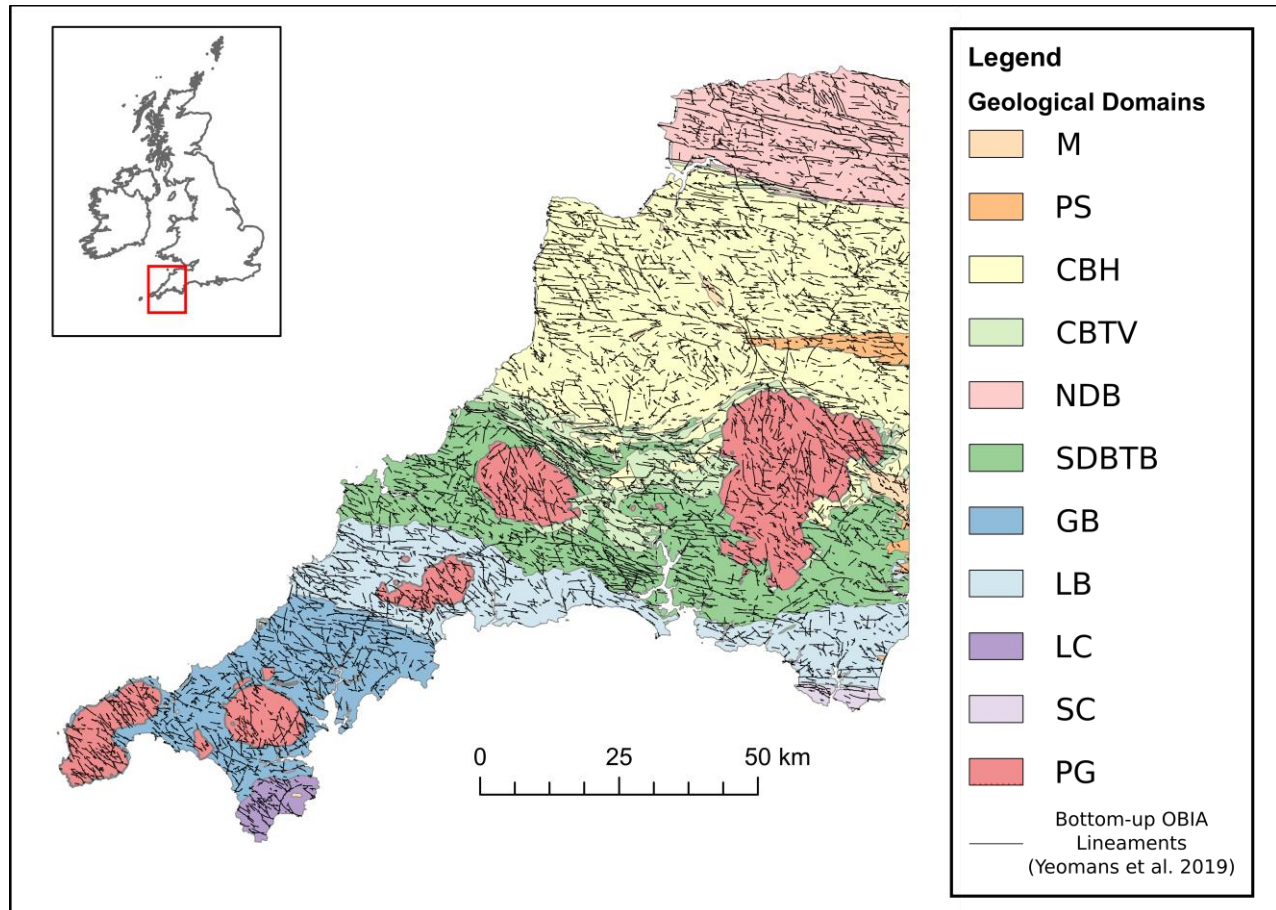 Legend
Geological Domains
M
PS
CBH
CBTV
NDB
SDBTB
GB
LB
LC
SC
PG
Bottom-up OBIA
Lineaments
(Yeomans et al. 2019)
0 25 50 km